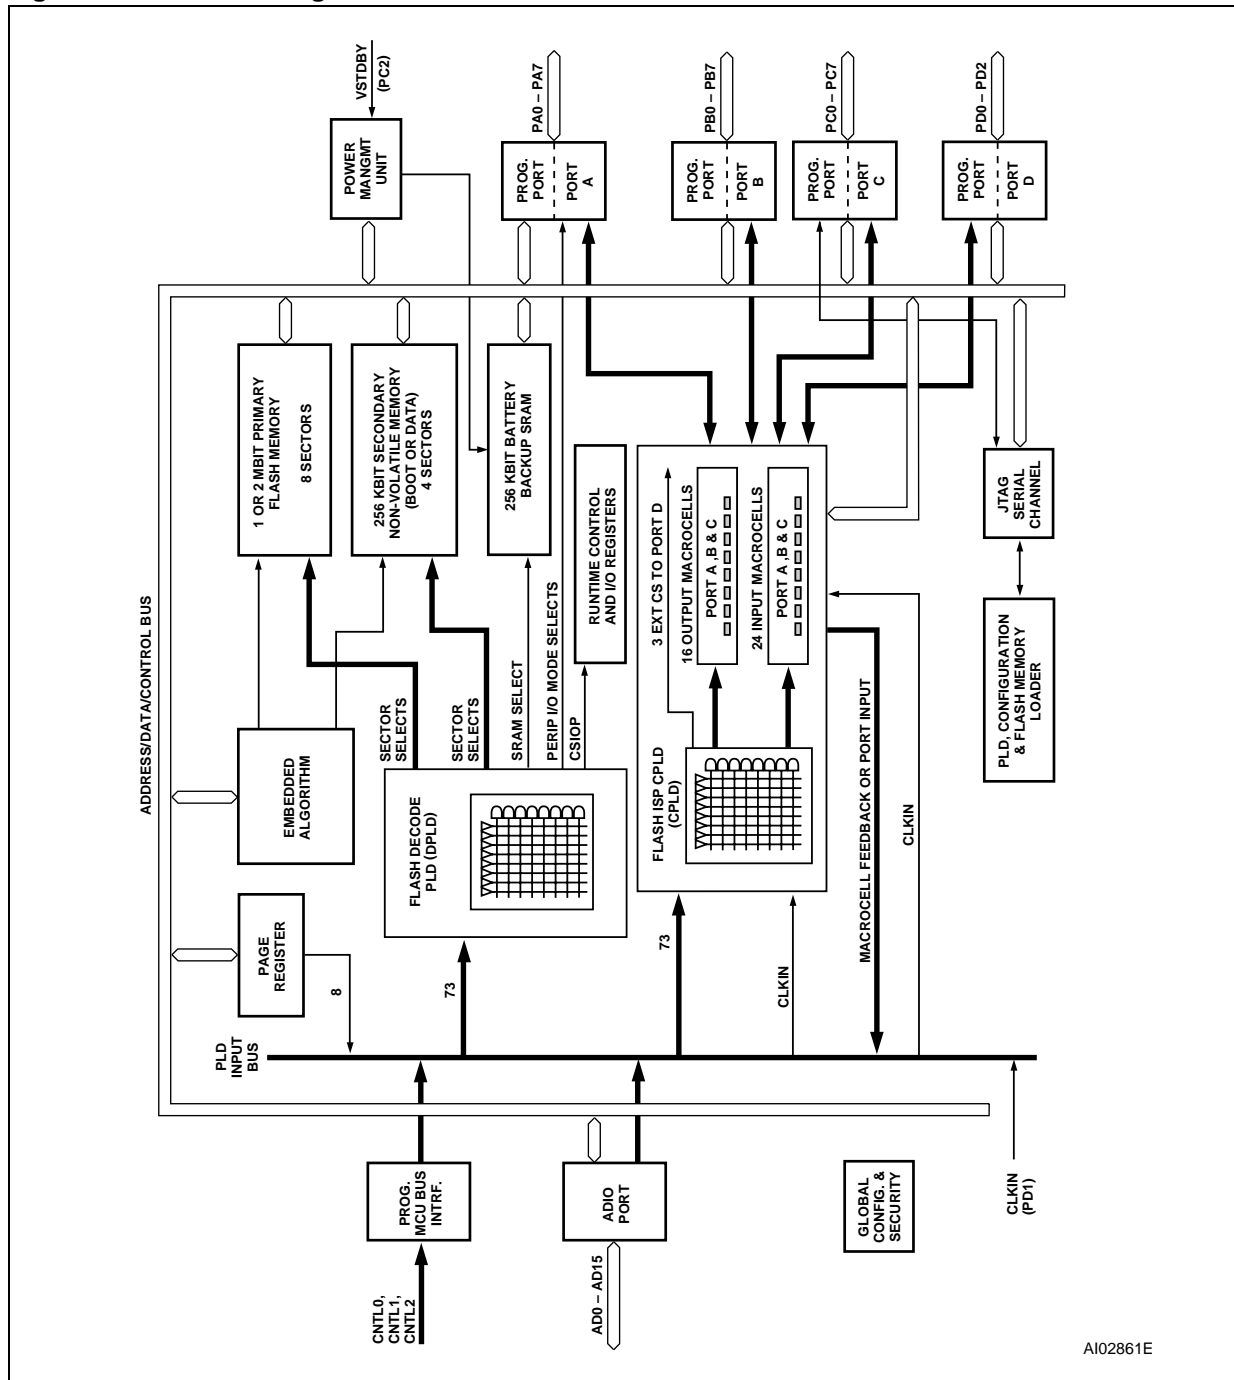 ADDRESS/DATA/CONTROL BUS
CNTL0,
CNTL1,
CNTL2
PROG.
MCU BUS
INTRF.
AD0 – AD15
ADIO
PORT
GLOBAL
CONFIG. &
SECURITY
CLKIN
(PD1)
PLD
INPUT
BUS
PAGE
REGISTER
8
EMBEDDED
ALGORITHM
1 OR 2 MBIT PRIMARY
FLASH MEMORY
8 SECTORS
256 KBIT SECONDARY
NON-VOLATILE MEMORY
(BOOT OR DATA)
4 SECTORS
256 KBIT BATTERY
BACKUP SRAM
RUNTIME CONTROL
AND I/O REGISTERS
SECTOR
SELECTS
SECTOR
SELECTS
SRAM SELECT
PERIP I/O MODE SELECTS
CSIOP
FLASH DECODE
PLD (DPLD)
73
FLASH ISP CPLD
(CPLD)
73
CLKIN
3 EXT CS TO PORT D
16 OUTPUT MACROCELLS
PORT A ,B & C
24 INPUT MACROCELLS
PORT A ,B & C
MACROCELL FEEDBACK OR PORT INPUT
CLKIN
PLD, CONFIGURATION
& FLASH MEMORY
LOADER
JTAG
SERIAL
CHANNEL
VSTDBY
(PC2)
POWER
MANGMT
UNIT
PA0 – PA7
PROG.
PORT
PORT
A
PB0 – PB7
PROG.
PORT
PORT
B
PC0 – PC7
PROG.
PORT
PORT
C
PD0 – PD2
PROG.
PORT
PORT
D
AI02861E